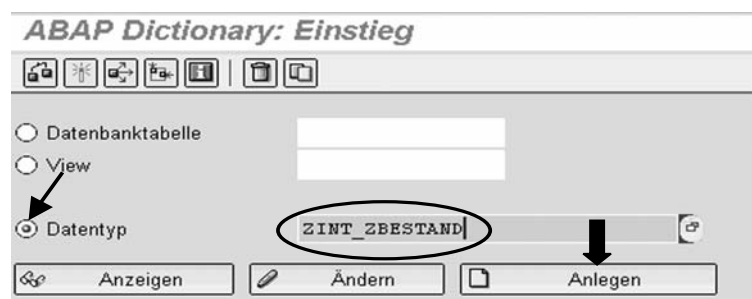 ABAP Dictionary: Einstieg
Datenbanktabelle
View
Datentyp ZINT_ZBESTAND
Anzeigen Ändern Anlegen